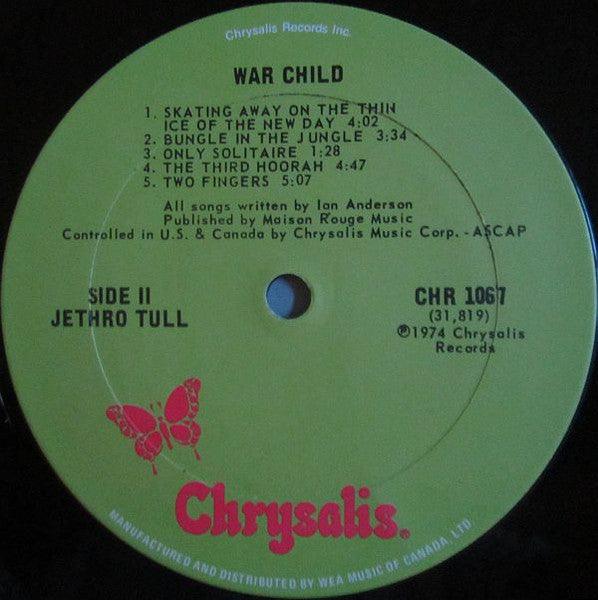 Chrysalis Records Inc.
WAR CHILD
1. SKATING AWAY ON THE THIN
ICE OF THE NEW DAY 4:02
2. BUNGLE IN THE JUNGLE 3:34
3. ONLY SOLITAIRE 1:28
4. THE THIRD HOORAH 4:47
5. TWO FINGERS 5:07
All songs written by Ian Anderson
Published by Maison Rouge Music
Controlled in U.S. & Canada by Chrysalis Music Corp. - ASCAP
SIDE II
JETHRO TULL
CHR 1067
(31,819)
℗1974 Chrysalis
Records
Chrysalis®
MANUFACTURED AND DISTRIBUTED BY WEA MUSIC OF CANADA, LTD.